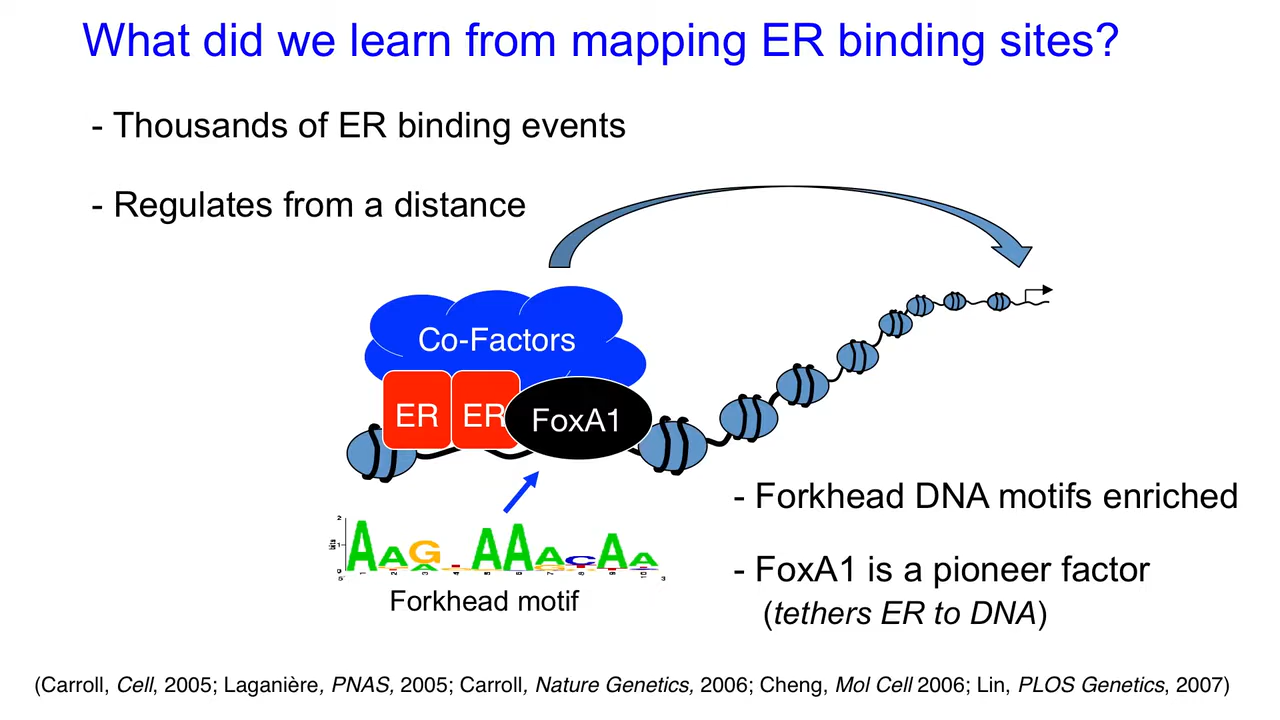 What did we learn from mapping ER binding sites?
- Thousands of ER binding events
- Regulates from a distance
Co-Factors
ER ER FoxA1
- Forkhead DNA motifs enriched
- FoxA1 is a pioneer factor
(tethers ER to DNA)
Forkhead motif
(Carroll, Cell, 2005; Laganière, PNAS, 2005; Carroll, Nature Genetics, 2006; Cheng, Mol Cell 2006; Lin, PLOS Genetics, 2007)